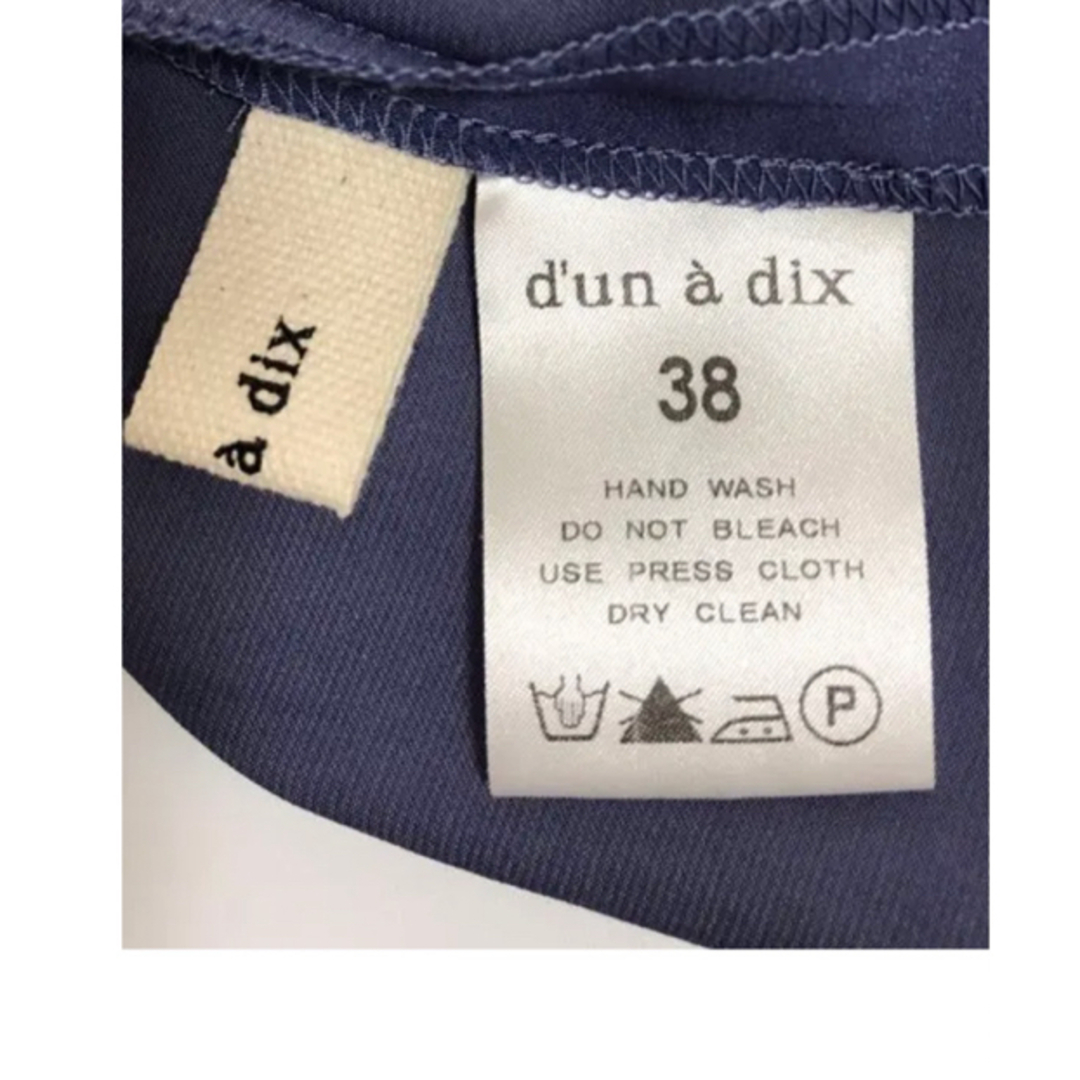 à dix
d'un à dix
38
HAND WASH
DO NOT BLEACH
USE PRESS CLOTH
DRY CLEAN
P